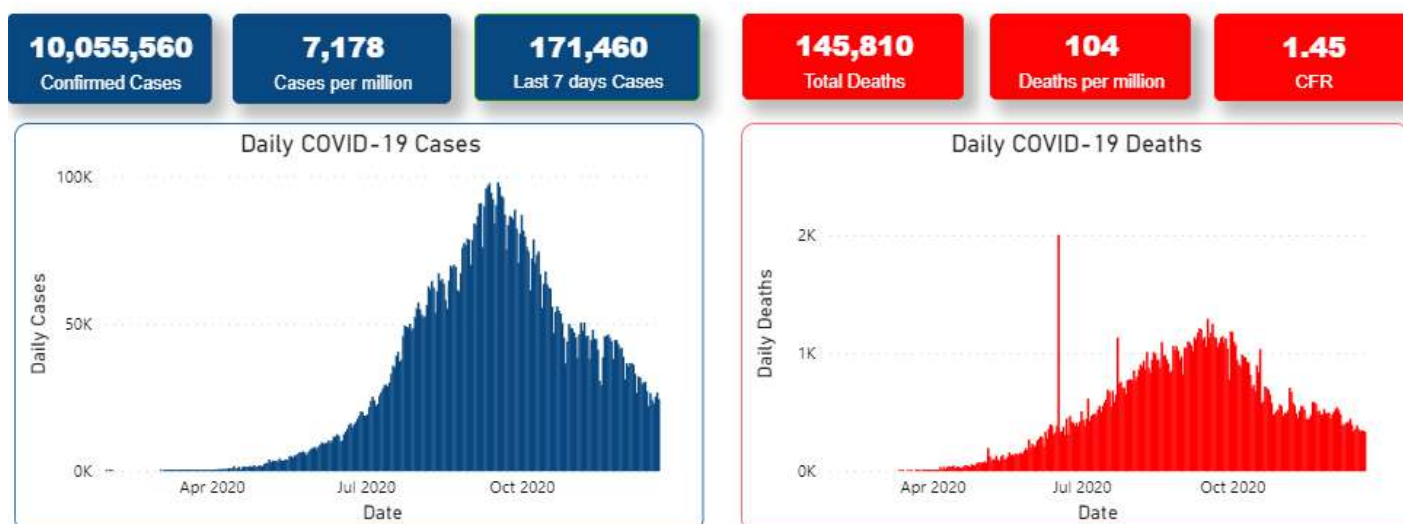 10,055,560
Confirmed Cases
7,178
Cases per million
171,460
Last 7 days Cases
145,810
Total Deaths
104
Deaths per million
1.45
CFR
Daily COVID-19 Cases
100K
50K
0K
Daily Cases
Apr 2020
Jul 2020
Oct 2020
Date
Daily COVID-19 Deaths
2K
1K
0K
Daily Deaths
Apr 2020
Jul 2020
Oct 2020
Date